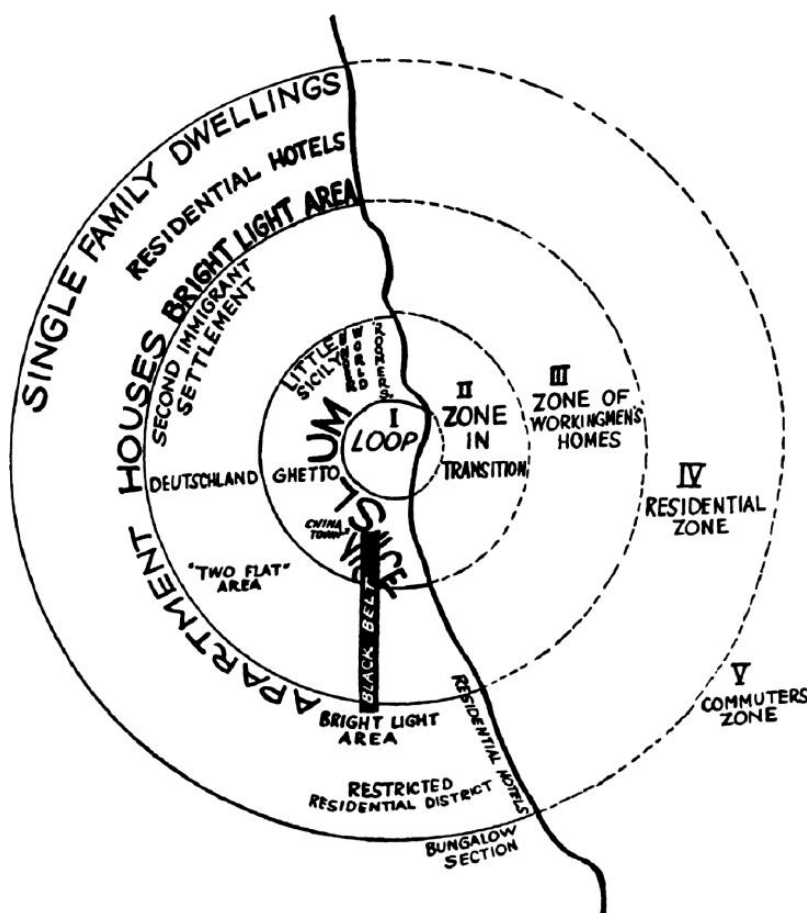 SINGLE FAMILY DWELLINGS
RESIDENTIAL HOTELS
BRIGHT LIGHT AREA
SECOND IMMIGRANT
SETTLEMENT
APARTMENT HOUSES
LITTLE
SICILY
UNDER
WORLD
"ROOMERS"
I
LOOP
II
ZONE
IN
TRANSITION
III
ZONE OF
WORKINGMEN'S
HOMES
IV
RESIDENTIAL
ZONE
V
COMMUTERS
ZONE
DEUTSCHLAND
GHETTO
SLUM
"CHINA
TOWN"
VICE
"TWO FLAT"
AREA
BLACK BELT
BRIGHT LIGHT
AREA
RESIDENTIAL HOTELS
RESTRICTED
RESIDENTIAL DISTRICT
BUNGALOW
SECTION